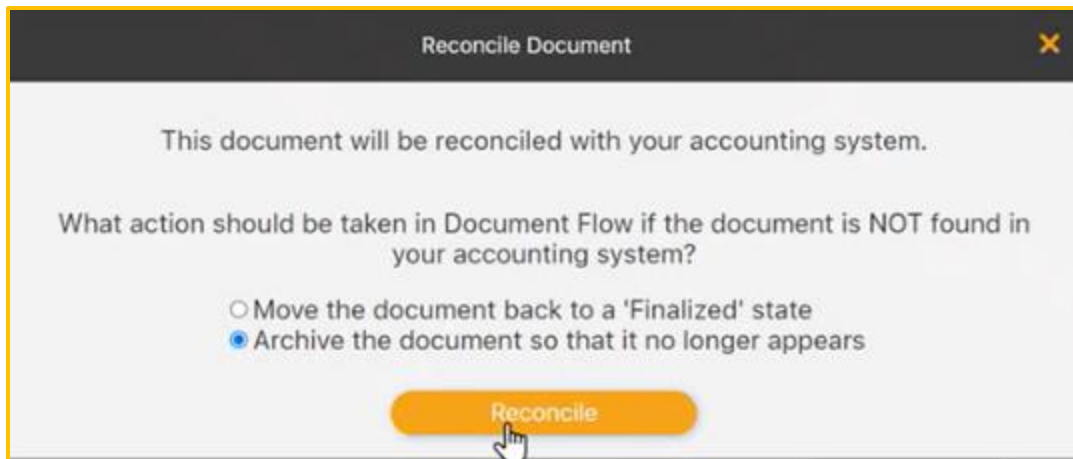 Reconcile Document
This document will be reconciled with your accounting system.
What action should be taken in Document Flow if the document is NOT found in
your accounting system?
Move the document back to a 'Finalized' state
Archive the document so that it no longer appears
Reconcile